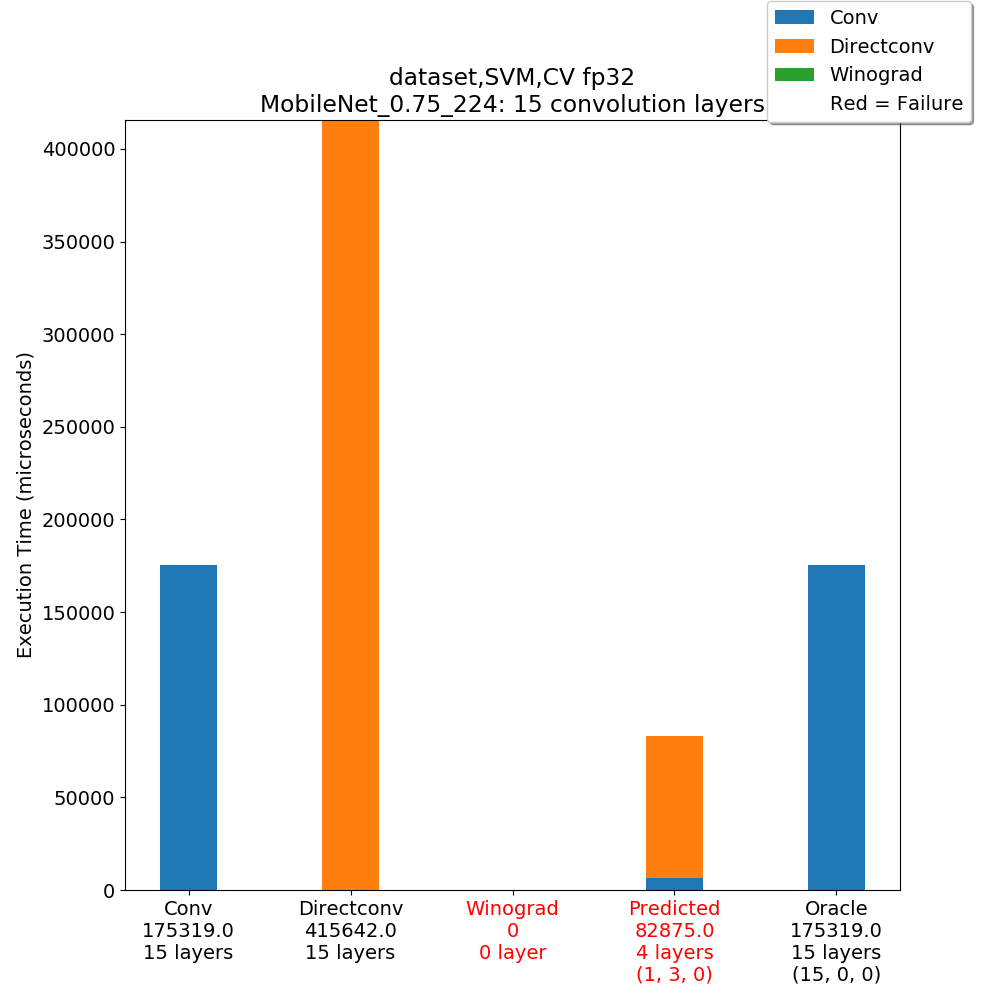 Conv
Directconv
Winograd
Red = Failure
dataset,SVM,CV fp32
MobileNet_0.75_224: 15 convolution layers
Execution Time (microseconds)
400000
350000
300000
250000
200000
150000
100000
50000
0
Conv
175319.0
15 layers
Directconv
415642.0
15 layers
Winograd
0
0 layer
Predicted
82875.0
4 layers
(1, 3, 0)
Oracle
175319.0
15 layers
(15, 0, 0)